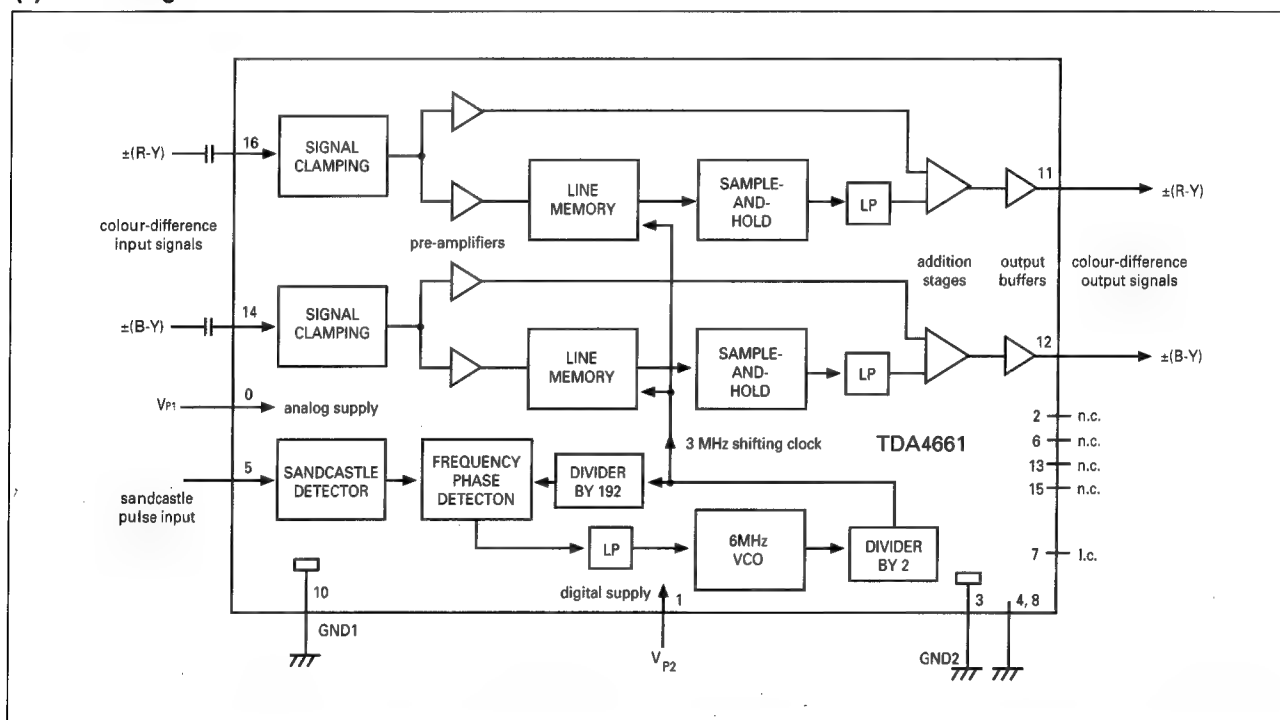 16
±(R-Y)
SIGNAL
CLAMPING
LINE
MEMORY
SAMPLE-
AND-
HOLD
LP
11
±(R-Y)
colour-difference
input signals
pre-amplifiers
addition
stages
output
buffers
colour-difference
output signals
14
±(B-Y)
SIGNAL
CLAMPING
LINE
MEMORY
SAMPLE-
AND-
HOLD
LP
12
±(B-Y)
VP1
0
analog supply
2
n.c.
3 MHz shifting clock
TDA4661
6
n.c.
13
n.c.
15
n.c.
5
sandcastle
pulse input
SANDCASTLE
DETECTOR
FREQUENCY
PHASE
DETECTON
DIVIDER
BY 192
LP
6MHz
VCO
DIVIDER
BY 2
7
I.c.
digital supply
10
GND1
1
VP2
3
GND2
4, 8